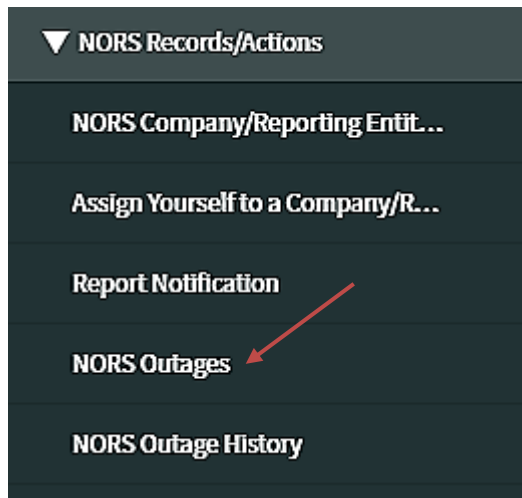 NORS Records/Actions
NORS Company/Reporting Entit...
Assign Yourself to a Company/R...
Report Notification
NORS Outages
NORS Outage History